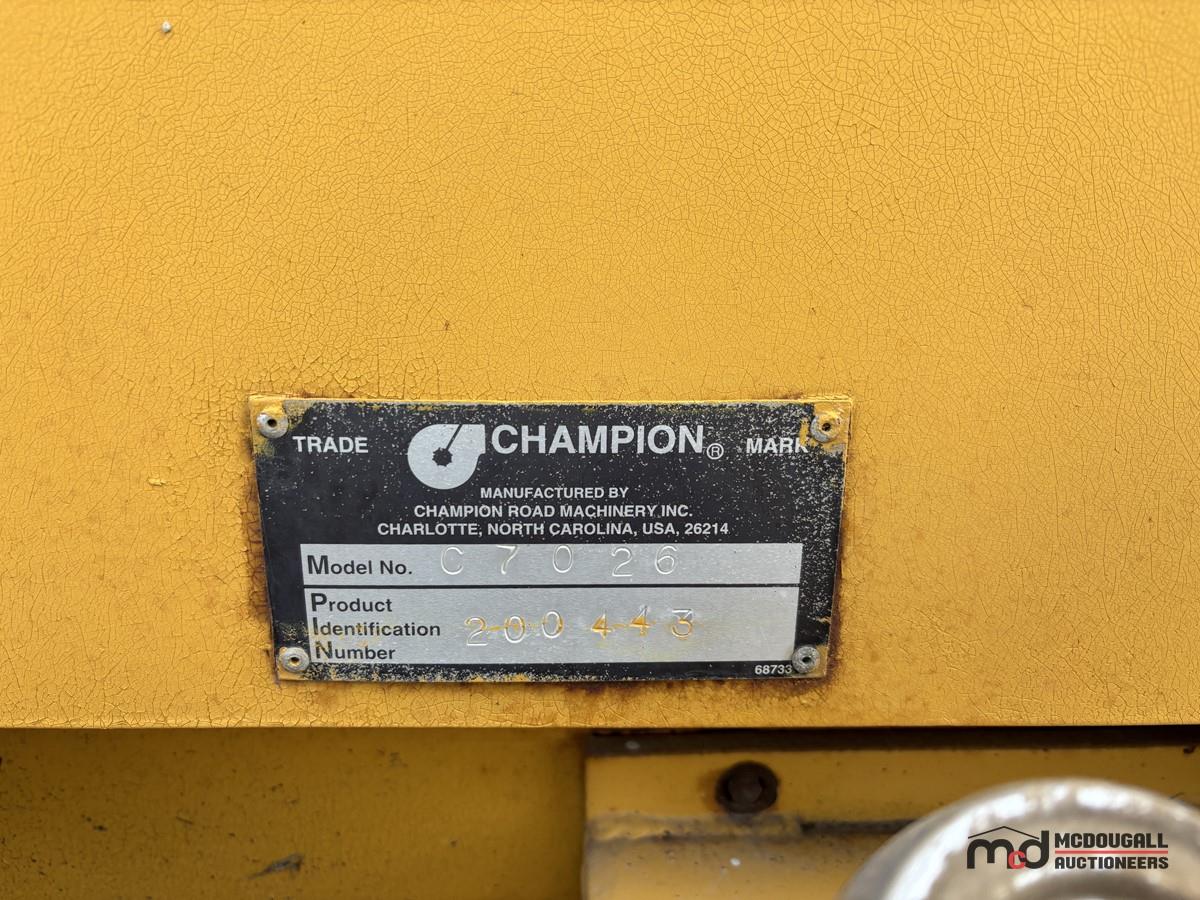 TRADE CHAMPION® MARK
MANUFACTURED BY
CHAMPION ROAD MACHINERY INC.
CHARLOTTE, NORTH CAROLINA, USA, 26214
Model No. C7026
Product
Identification 200443
Number
68733
mcd MCDOUGALL
AUCTIONEERS